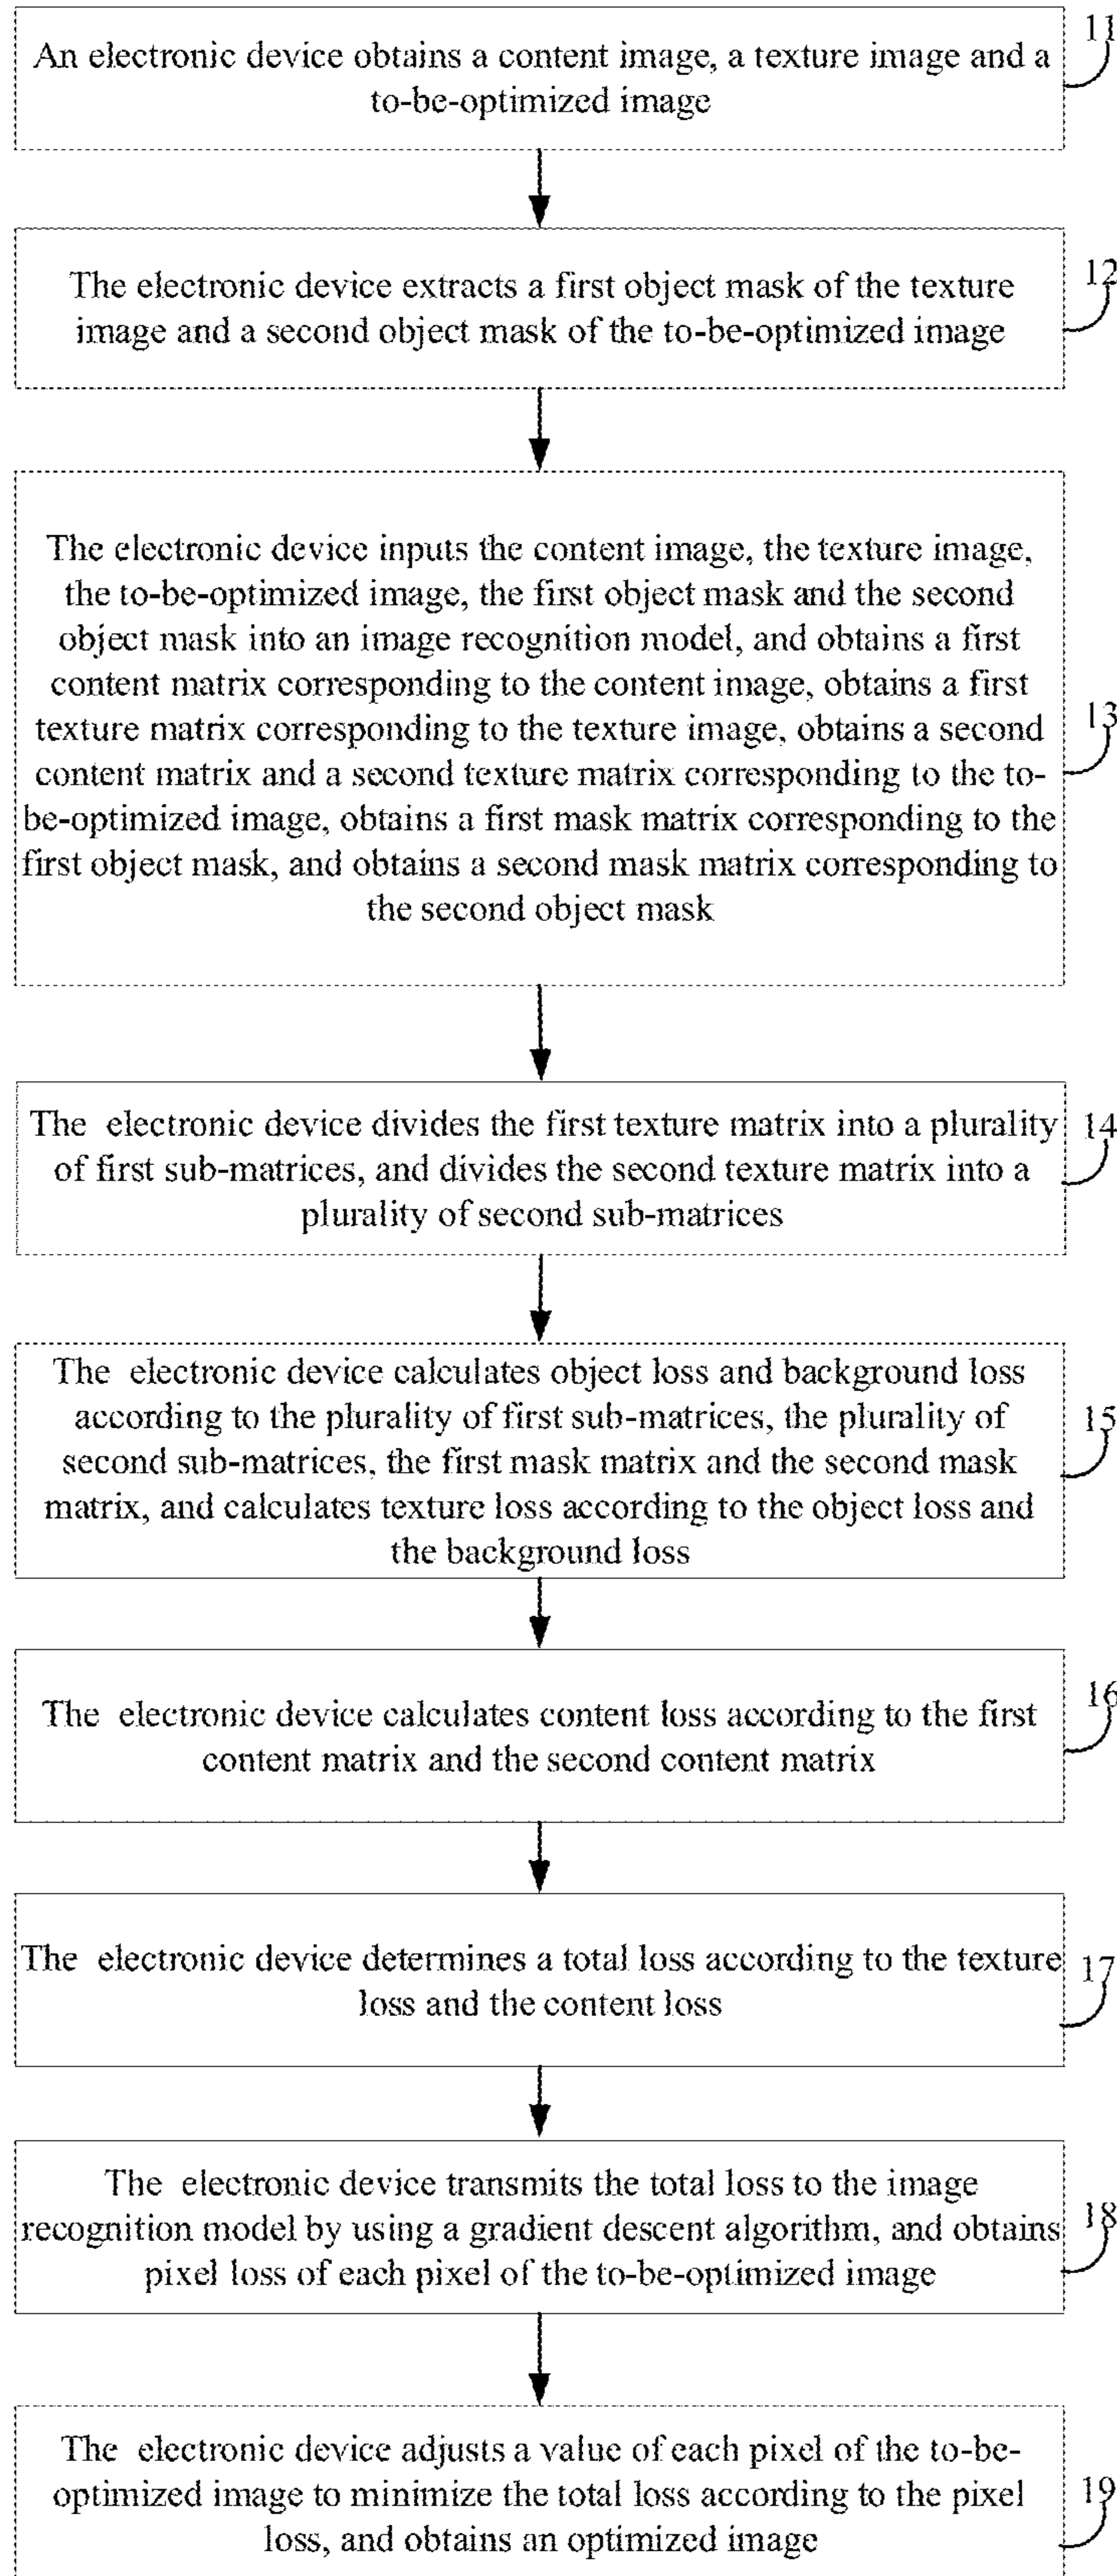 11
An electronic device obtains a content image, a texture image and a
to-be-optimized image
12
The electronic device extracts a first object mask of the texture
image and a second object mask of the to-be-optimized image
The electronic device inputs the content image, the texture image,
the to-be-optimized image, the first object mask and the second
object mask into an image recognition model, and obtains a first
content matrix corresponding to the content image, obtains a first
texture matrix corresponding to the texture image, obtains a second
13
content matrix and a second texture matrix corresponding to the to-
be-optimized image, obtains a first mask matrix corresponding to the
first object mask, and obtains a second mask matrix corresponding to
the second object mask
The electronic device divides the first texture matrix into a plurality
14
of first sub-matrices, and divides the second texture matrix into a
plurality of second sub-matrices
The electronic device calculates object loss and background loss
according to the plurality of first sub-matrices, the plurality of
15
second sub-matrices, the first mask matrix and the second mask
matrix, and calculates texture loss according to the object loss and
the background loss
16
The electronic device calculates content loss according to the first
content matrix and the second content matrix
The electronic device determines a total loss according to the texture
17
loss and the content loss
The electronic device transmits the total loss to the image
18
recognition model by using a gradient descent algorithm, and obtains
pixel loss of each pixel of the to-be-optimized image
The electronic device adjusts a value of each pixel of the to-be-
19
optimized image to minimize the total loss according to the pixel
loss, and obtains an optimized image